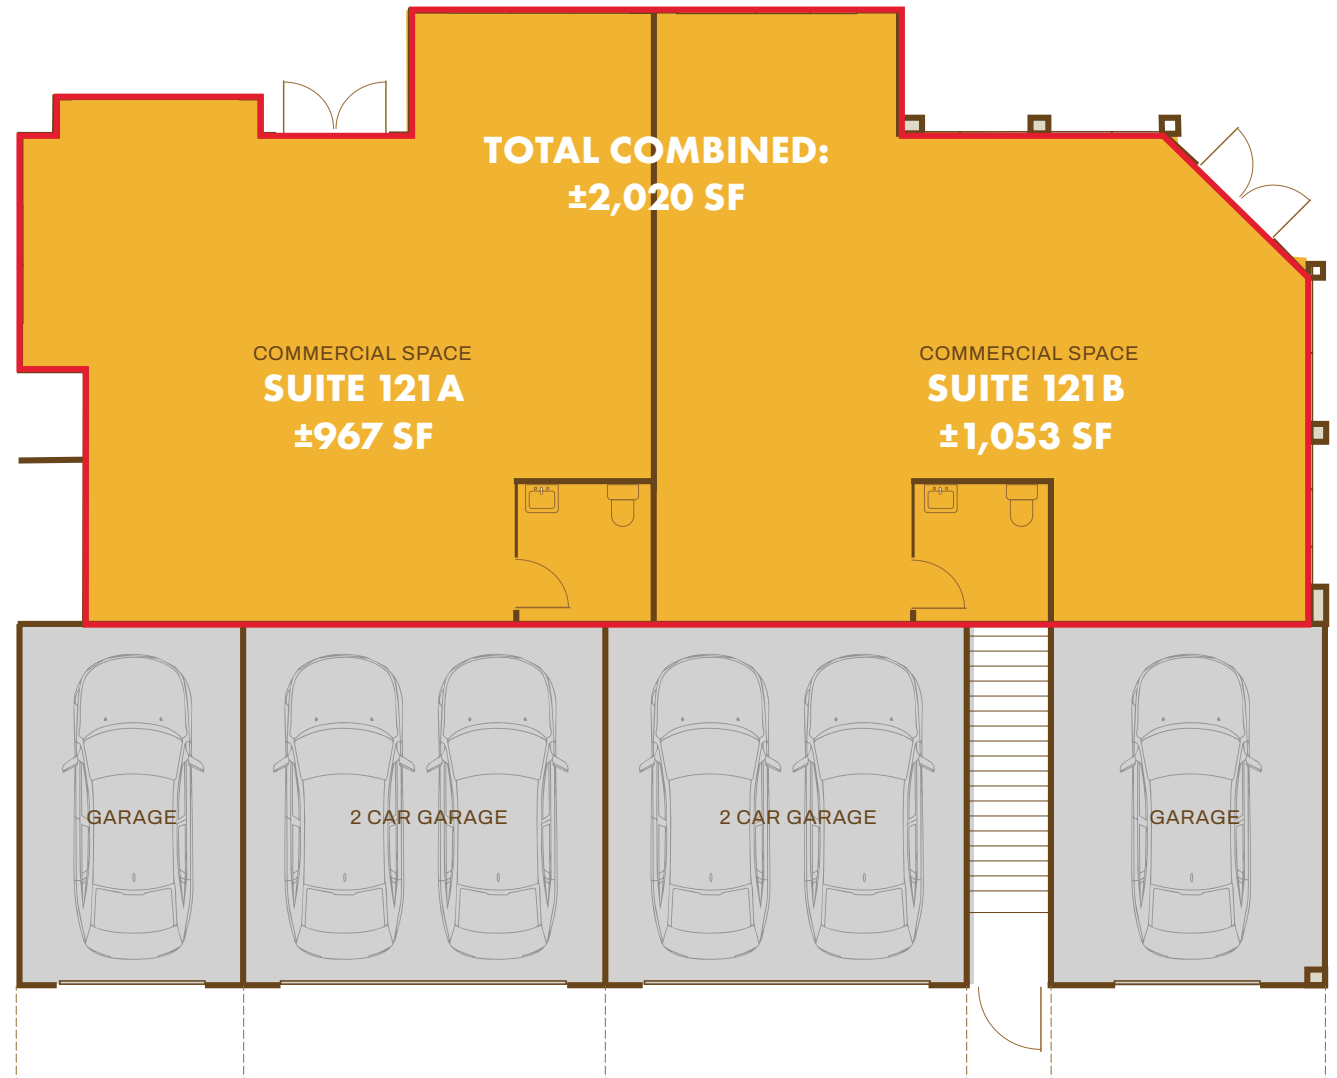 TOTAL COMBINED:
±2,020 SF
COMMERCIAL SPACE
SUITE 121A
±967 SF
COMMERCIAL SPACE
SUITE 121B
±1,053 SF
GARAGE
2 CAR GARAGE
2 CAR GARAGE
GARAGE